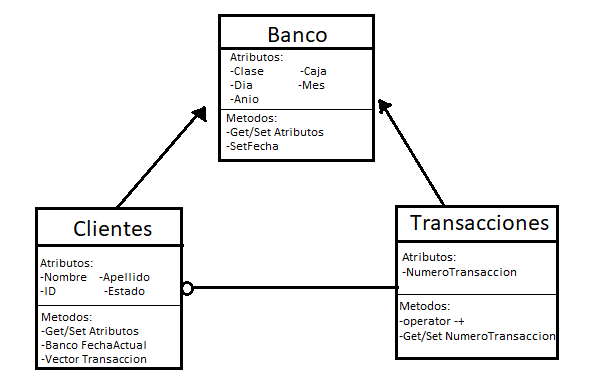 Banco
Atributos:
-Clase -Caja
-Dia -Mes
-Anio
Metodos:
-Get/Set Atributos
-SetFecha
Clientes
Atributos:
-Nombre -Apellido
-ID -Estado
Metodos:
-Get/Set Atributos
-Banco FechaActual
-Vector Transaccion
Transacciones
Atributos:
-NumeroTransaccion
Metodos:
-operator -+
-Get/Set NumeroTransaccion